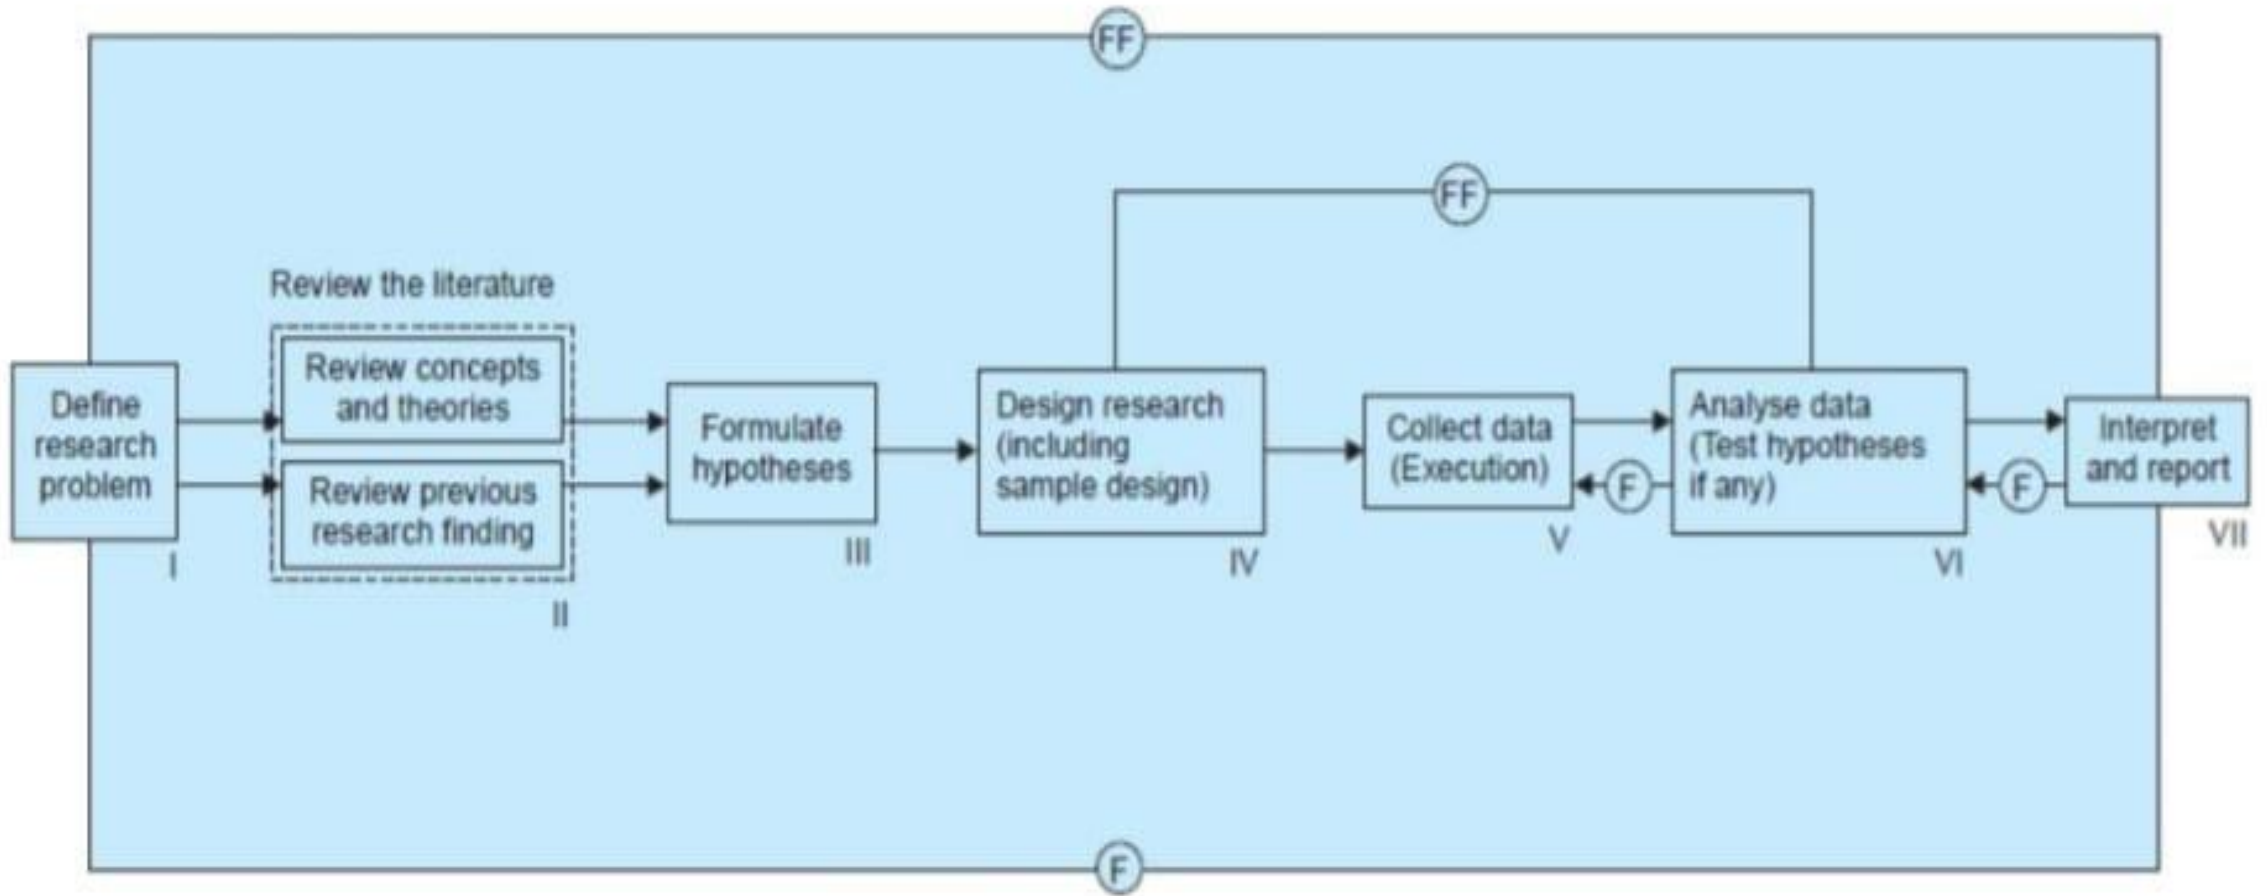 FF
FF
Review the literature
Define
research
problem
I
Review concepts
and theories
Review previous
research finding
II
Formulate
hypotheses
III
Design research
(including
sample design)
IV
Collect data
(Execution)
V
F
Analyse data
(Test hypotheses
if any)
VI
F
Interpret
and report
VII
F